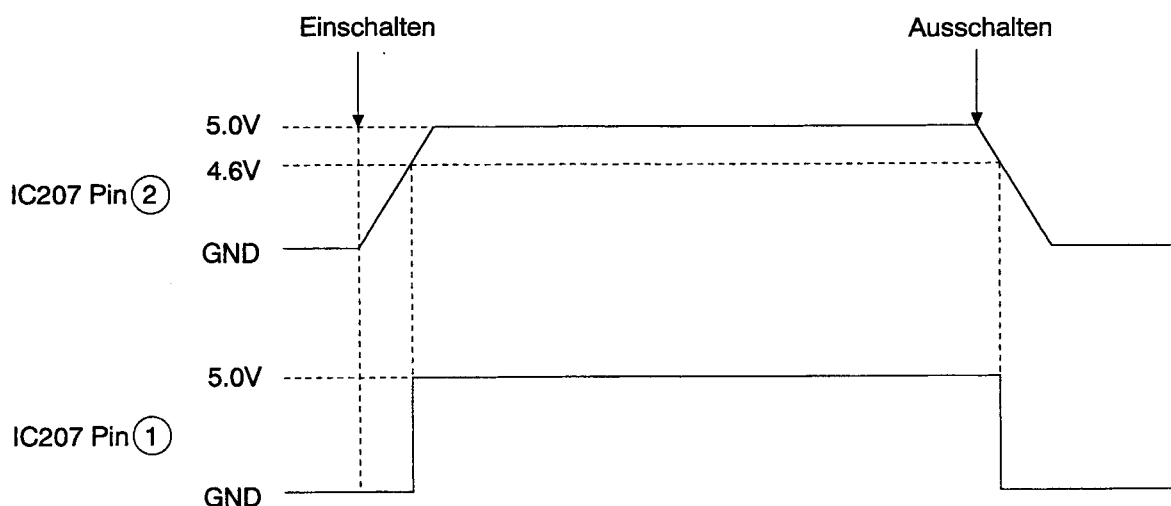 Einschalten
Ausschalten
5.0V
4.6V
IC207 Pin 2
GND
5.0V
IC207 Pin 1
GND